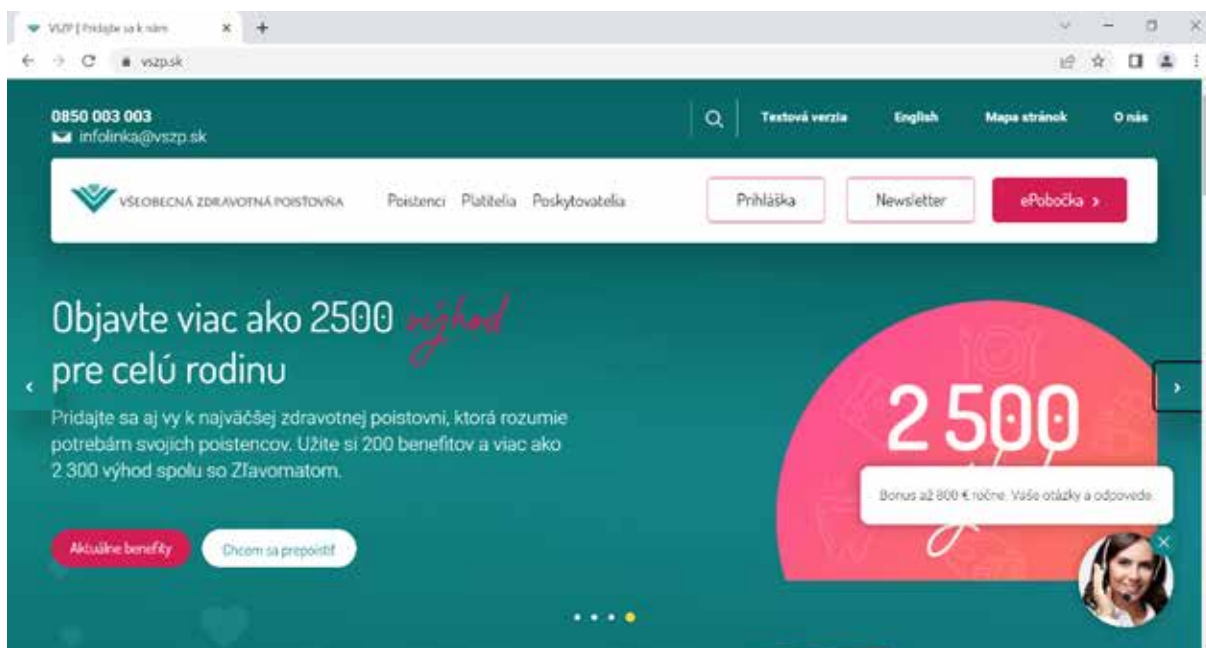 VSZP | Pridajte sa k nám
vszp.sk
0850 003 003
infolinka@vszp.sk
Textová verzia
English
Mapa stránok
O nás
VŠEOBECNÁ ZDRAVOTNÁ POISTOVŇA
Poistenci
Platitelia
Poskytovatelia
Prihláška
Newsletter
ePobočka
Objavte viac ako 2500 výhod
pre celú rodinu
Pridajte sa aj vy k najväčšej zdravotnej poistovni, ktorá rozumie
potrebám svojich poistencov. Užite si 200 benefitov a viac ako
2 300 výhod spolu so Zľavomatom.
Aktuálne benefity
Chcem sa prepoistiť
2 500
Bonus až 800 € ročne. Vaše otázky a odpovede.